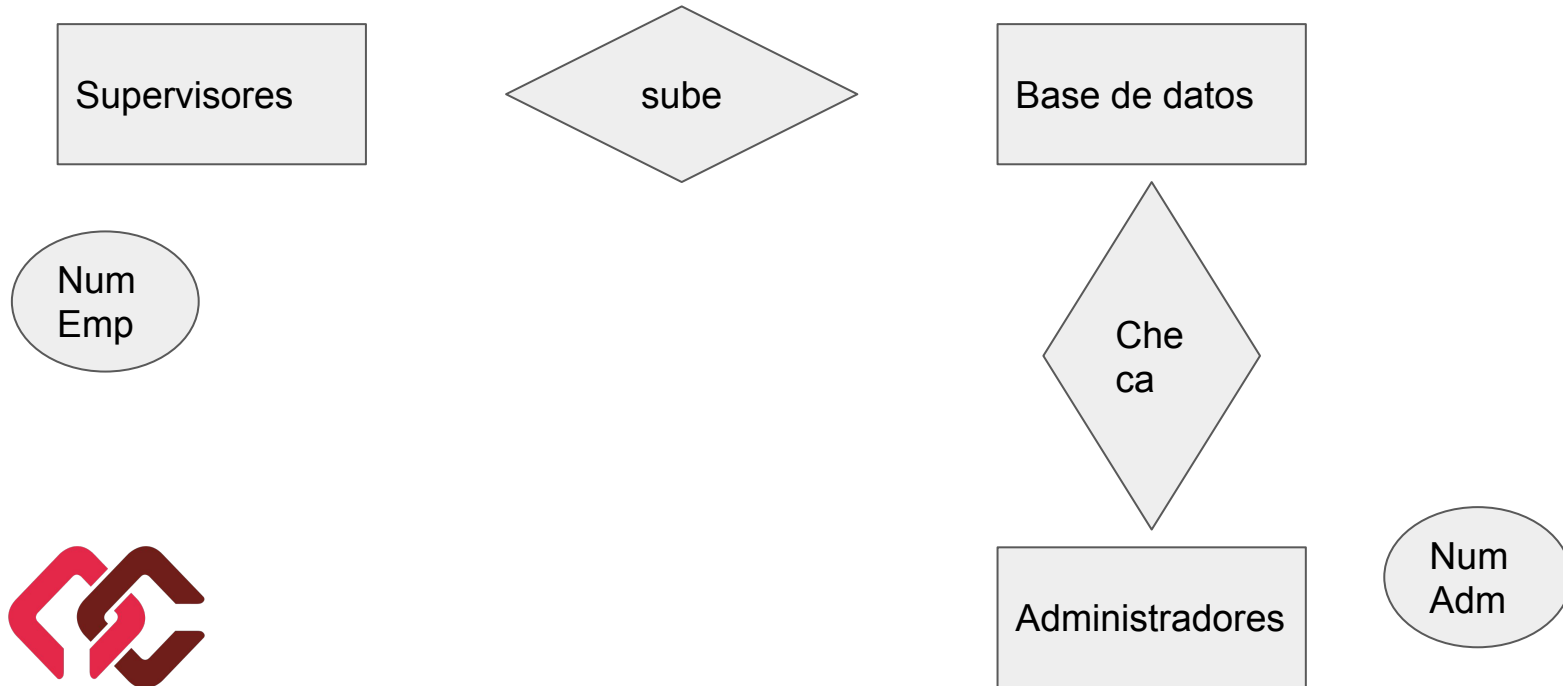 Supervisores
sube
Base de datos
Num
Emp
Che
ca
Num
Adm
Administradores